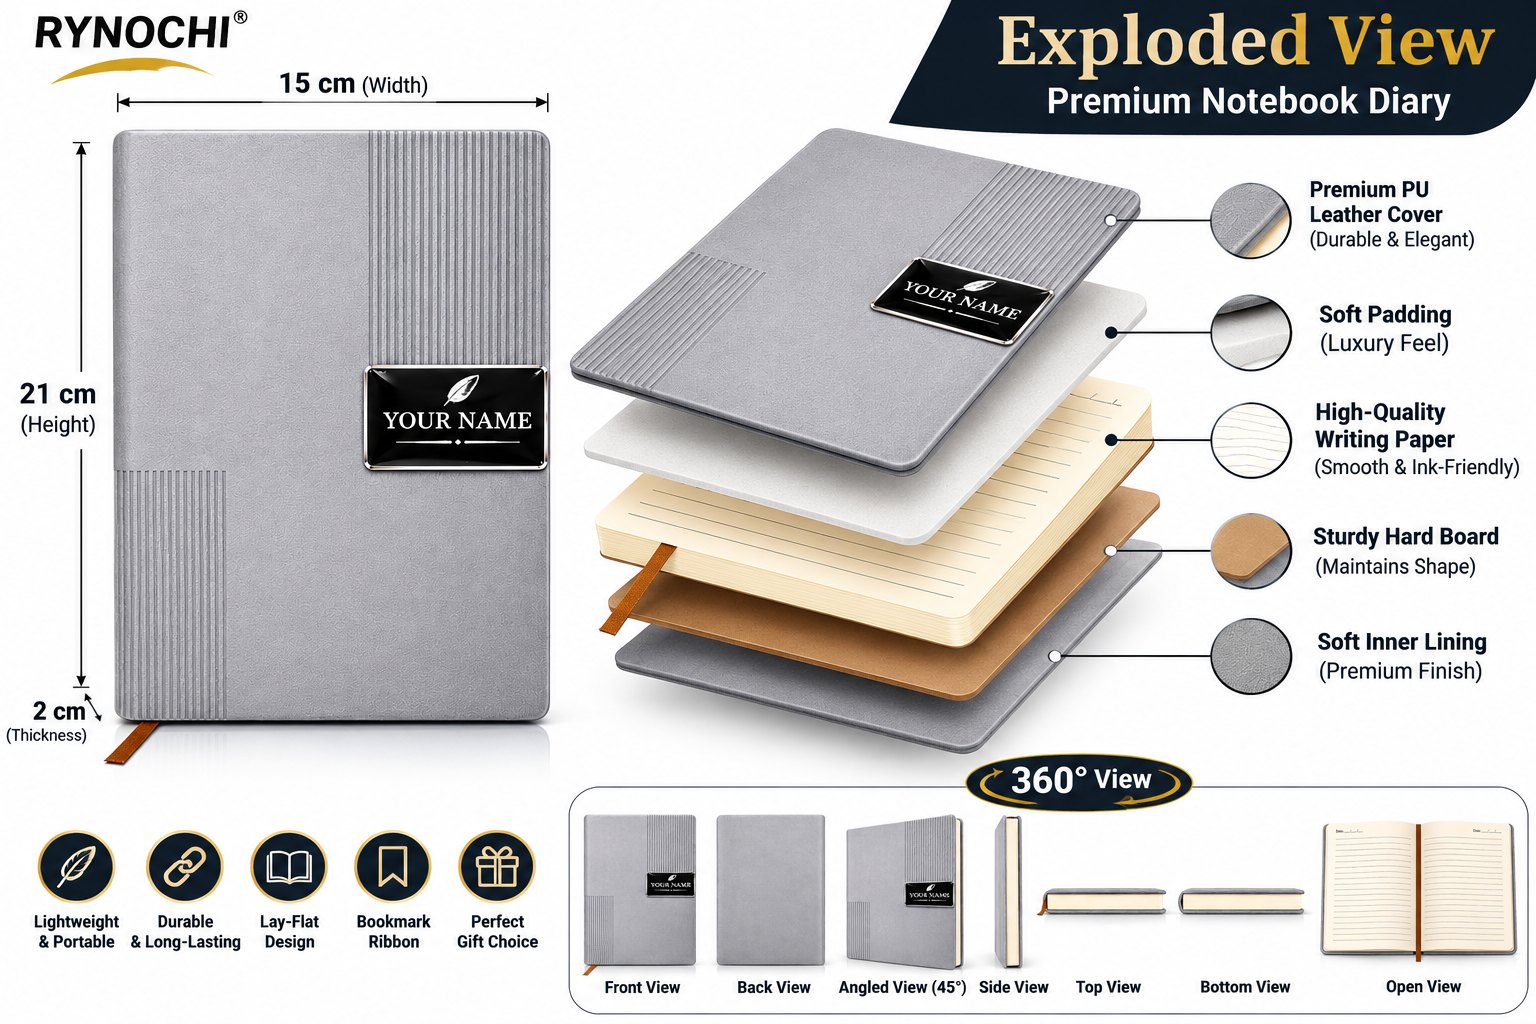 RYNOCHI®
Exploded View
Premium Notebook Diary
15 cm (Width)
21 cm
(Height)
2 cm
(Thickness)
YOUR NAME
YOUR NAME
Premium PU
Leather Cover
(Durable & Elegant)
Soft Padding
(Luxury Feel)
High-Quality
Writing Paper
(Smooth & Ink-Friendly)
Sturdy Hard Board
(Maintains Shape)
Soft Inner Lining
(Premium Finish)
Lightweight
& Portable
Durable
& Long-Lasting
Lay-Flat
Design
Bookmark
Ribbon
Perfect
Gift Choice
360° View
YOUR NAME
YOUR NAME
Front View
Back View
Angled View (45°)
Side View
Top View
Bottom View
Open View